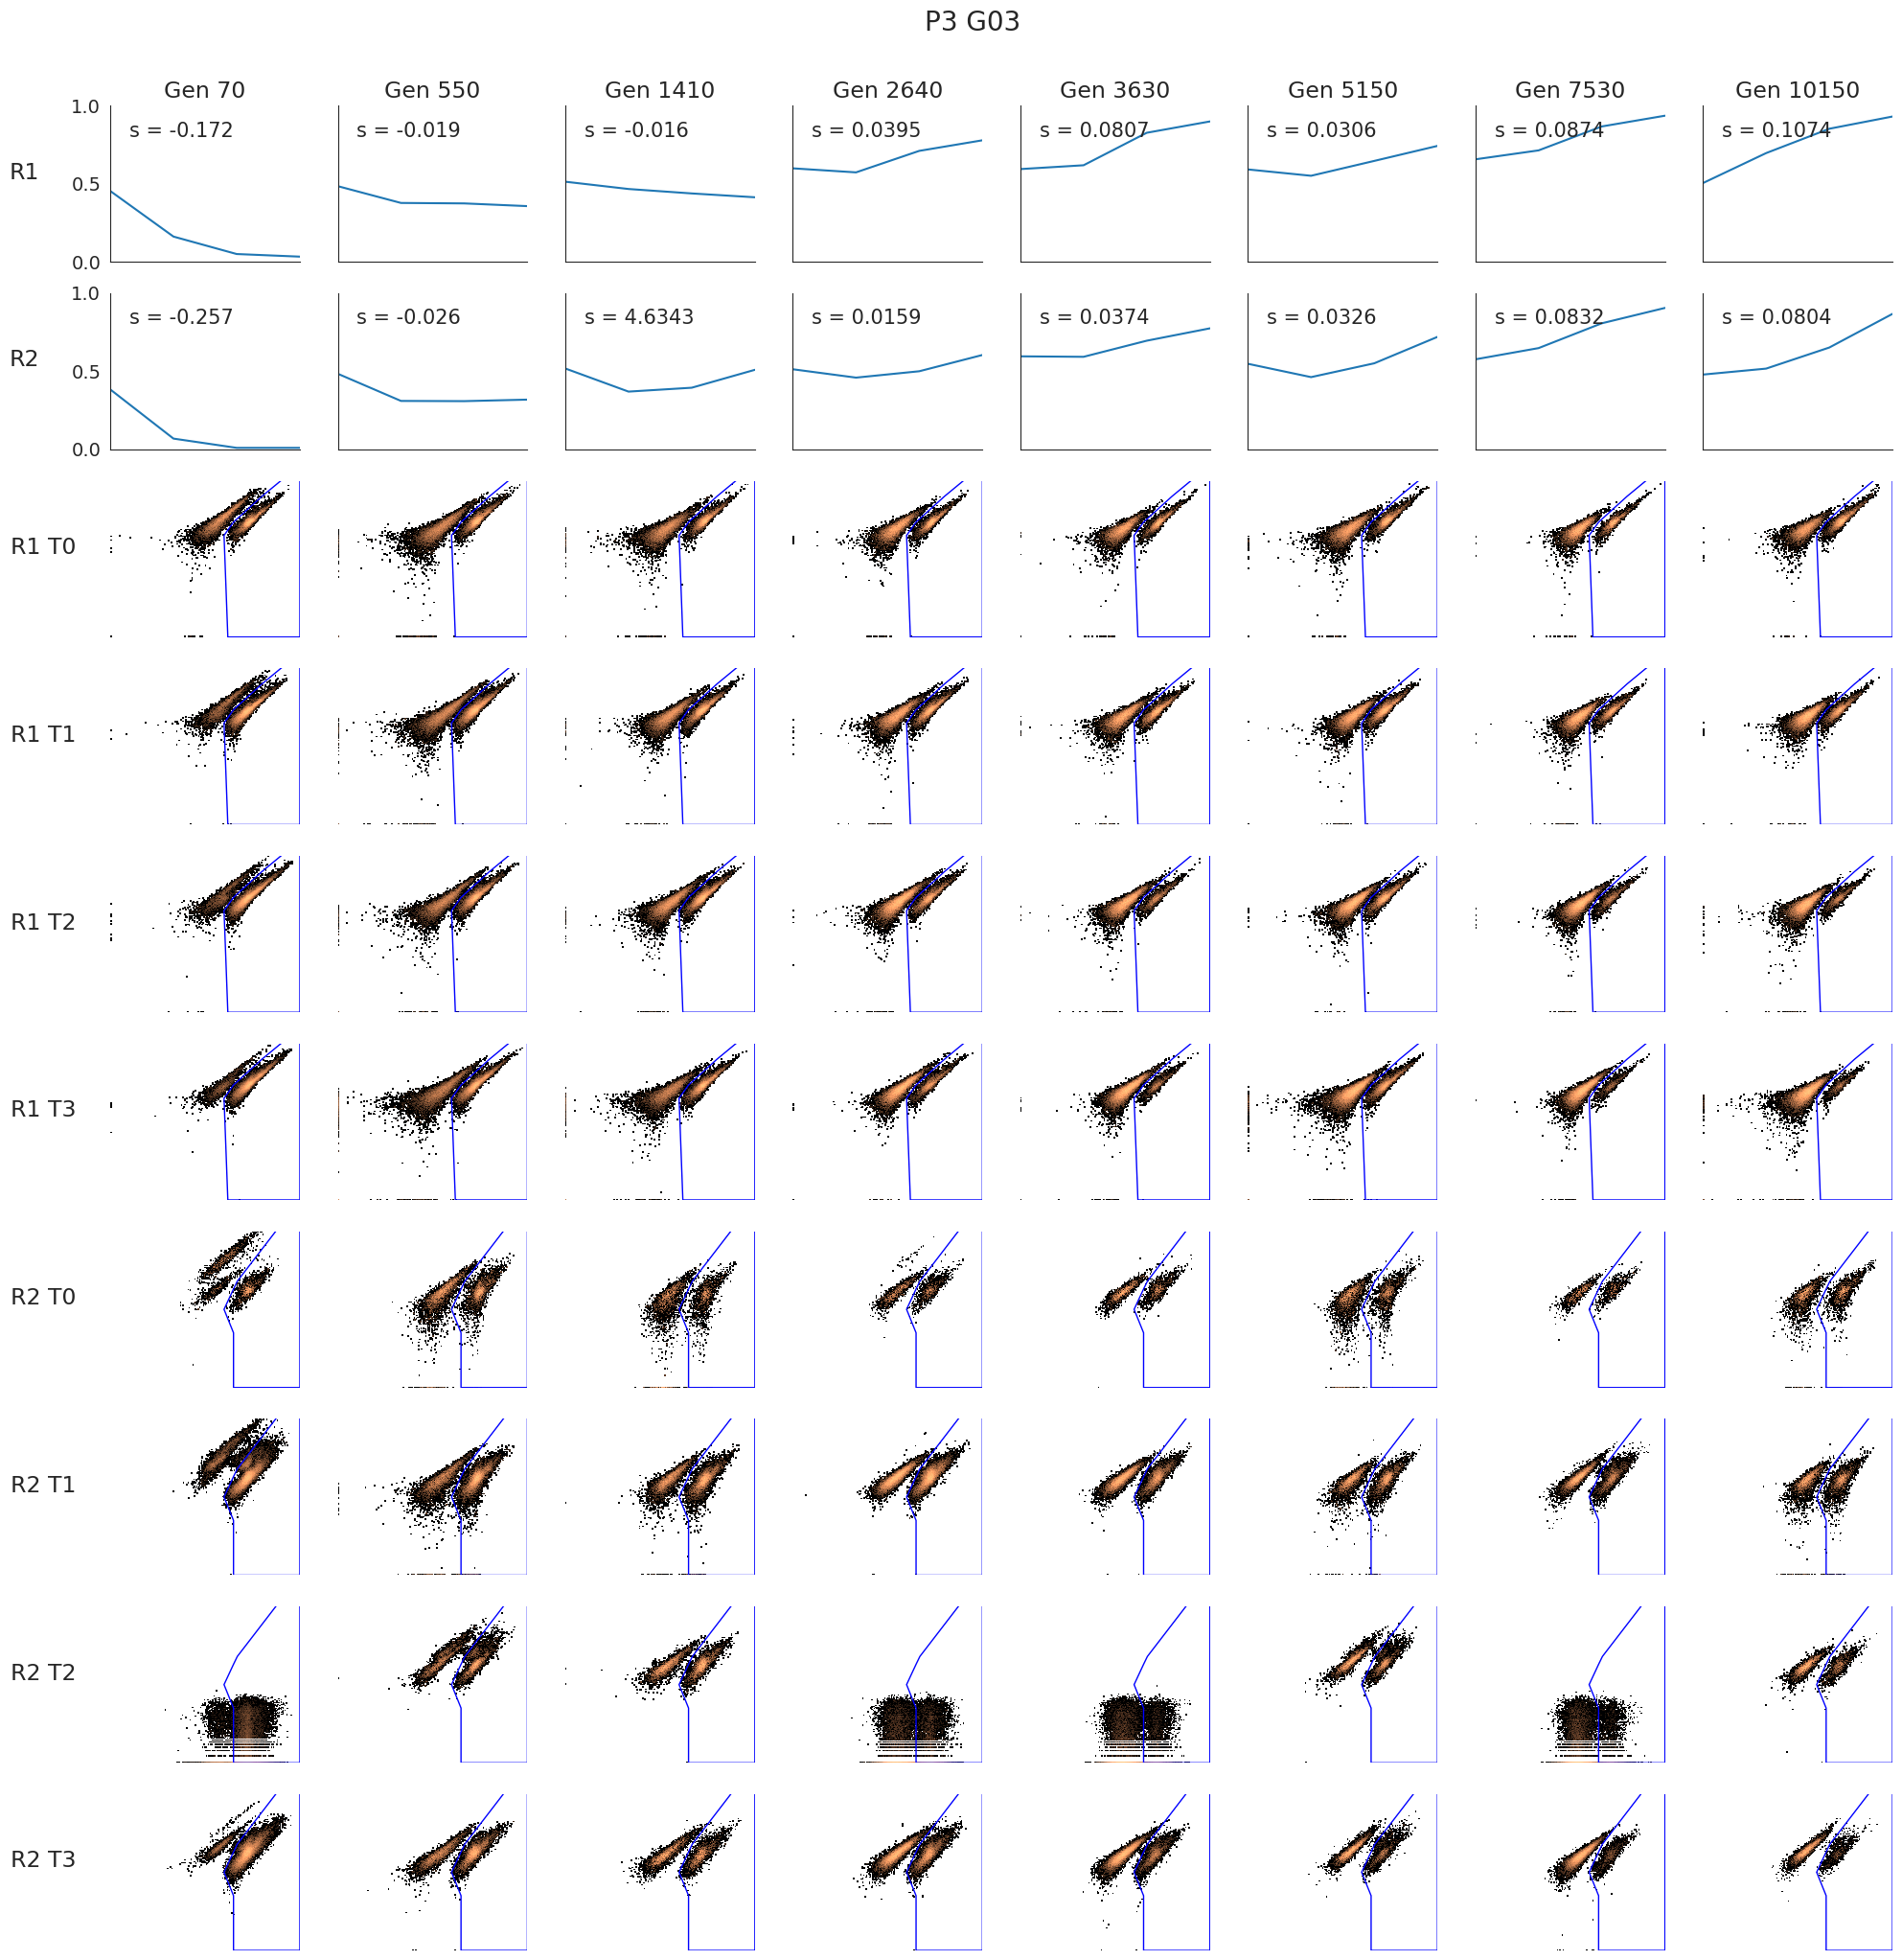 P3 G03
Gen 70 Gen 550 Gen 1410 Gen 2640 Gen 3630 Gen 5150 Gen 7530 Gen 10150
1.0
s = -0.172 s = -0.019 s = -0.016 s = 0.0395 s = 0.0807 s = 0.0306 s = 0.0874 s = 0.1074
R1
0.5
0.0
1.0
s = -0.257 s = -0.026 s = 4.6343 s = 0.0159 s = 0.0374 s = 0.0326 s = 0.0832 s = 0.0804
R2
0.5
0.0
R1 T0
R1 T1
R1 T2
R1 T3
R2 T0
R2 T1
R2 T2
R2 T3